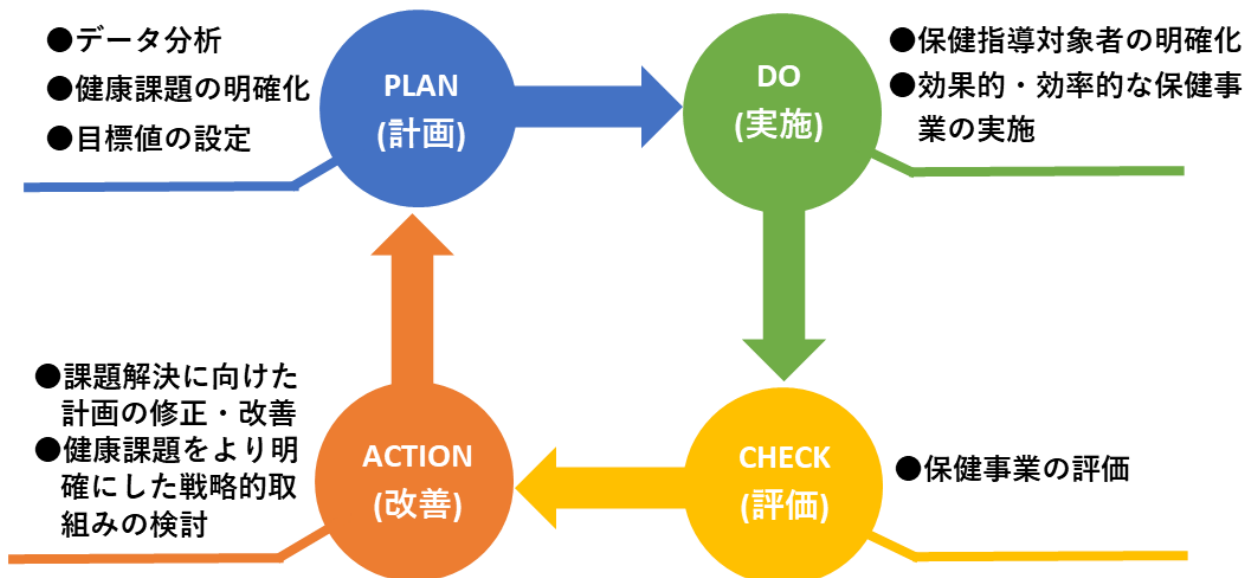 ●データ分析
●健康課題の明確化
●目標値の設定
PLAN
(計画)
DO
(実施)
●保健指導対象者の明確化
●効果的・効率的な保健事
業の実施
●課題解決に向けた
計画の修正・改善
●健康課題をより明
確にした戦略的取
組みの検討
ACTION
(改善)
CHECK
(評価)
●保健事業の評価